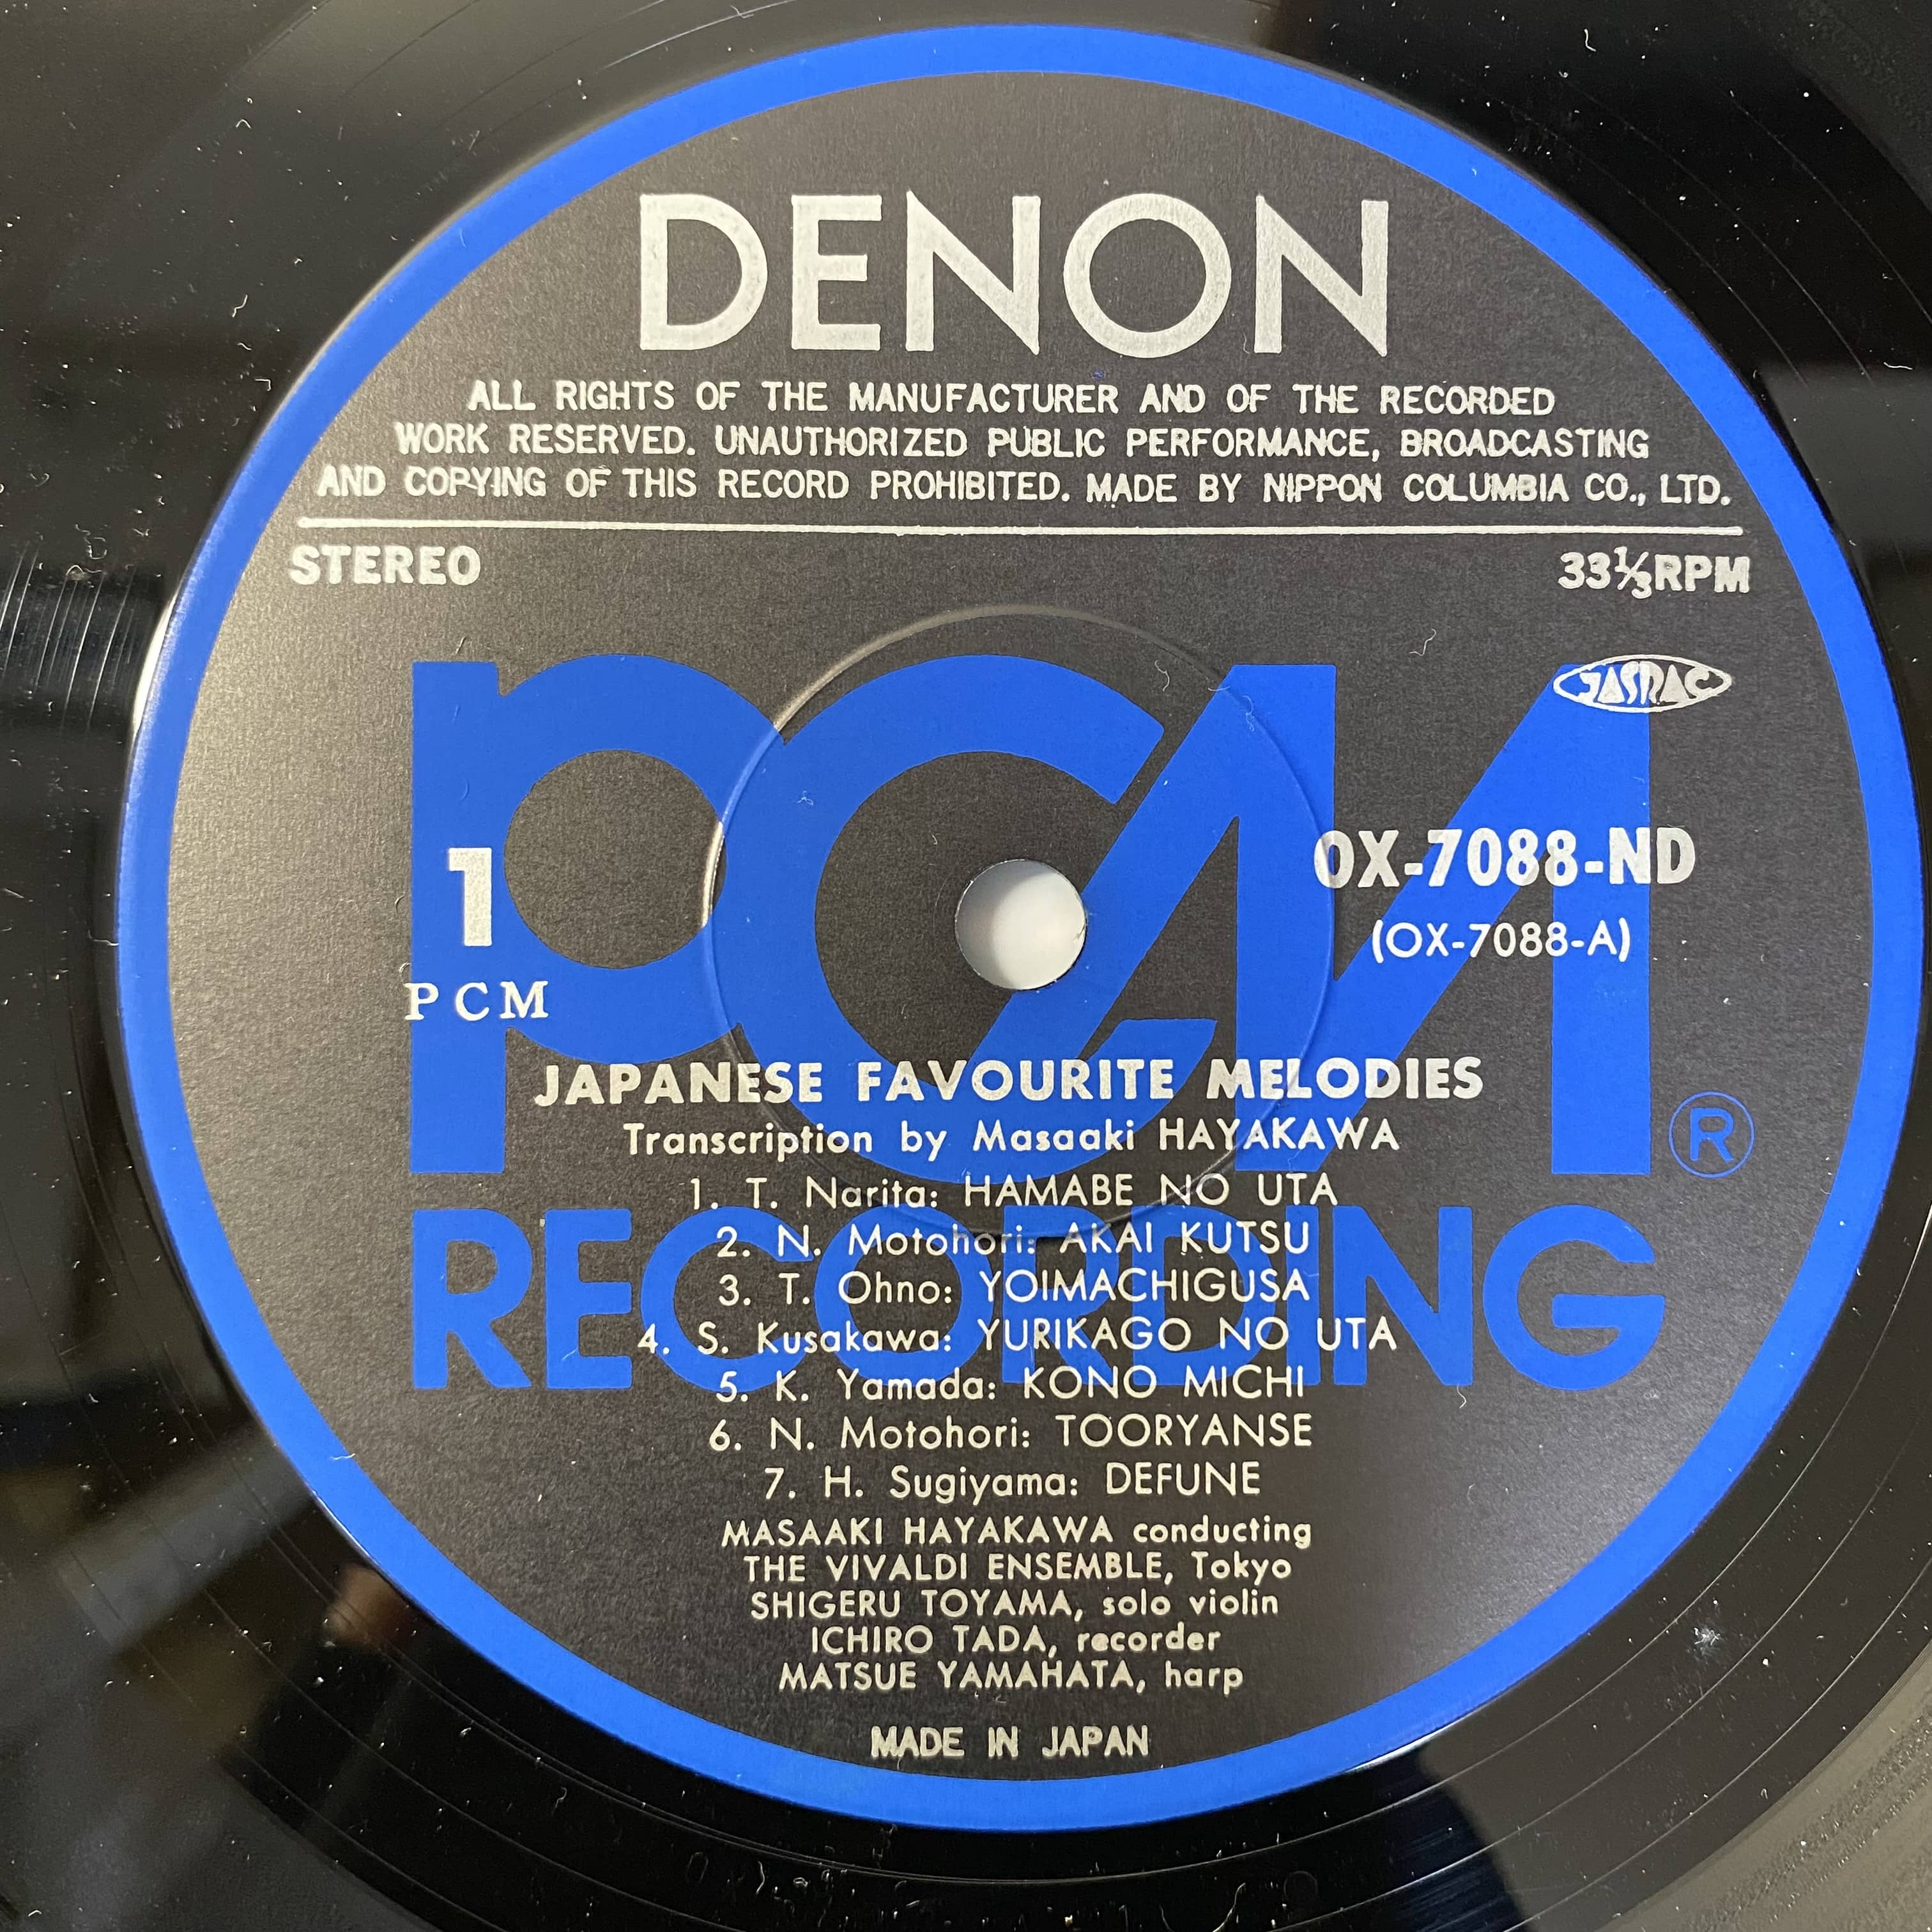 DENON
ALL RIGHTS OF THE MANUFACTURER AND OF THE RECORDED
WORK RESERVED. UNAUTHORIZED PUBLIC PERFORMANCE, BROADCASTING
AND COPYING OF THIS RECORD PROHIBITED. MADE BY NIPPON COLUMBIA CO., LTD.
STEREO
33⅓RPM
JASRAC
PCM
RECORDING
®
1
PCM
OX-7088-ND
(OX-7088-A)
JAPANESE FAVOURITE MELODIES
Transcription by Masaaki HAYAKAWA
1. T. Narita: HAMABE NO UTA
2. N. Motohori: AKAI KUTSU
3. T. Ohno: YOIMACHIGUSA
4. S. Kusakawa: YURIKAGO NO UTA
5. K. Yamada: KONO MICHI
6. N. Motohori: TOORYANSE
7. H. Sugiyama: DEFUNE
MASAAKI HAYAKAWA conducting
THE VIVALDI ENSEMBLE, Tokyo
SHIGERU TOYAMA, solo violin
ICHIRO TADA, recorder
MATSUE YAMAHATA, harp
MADE IN JAPAN